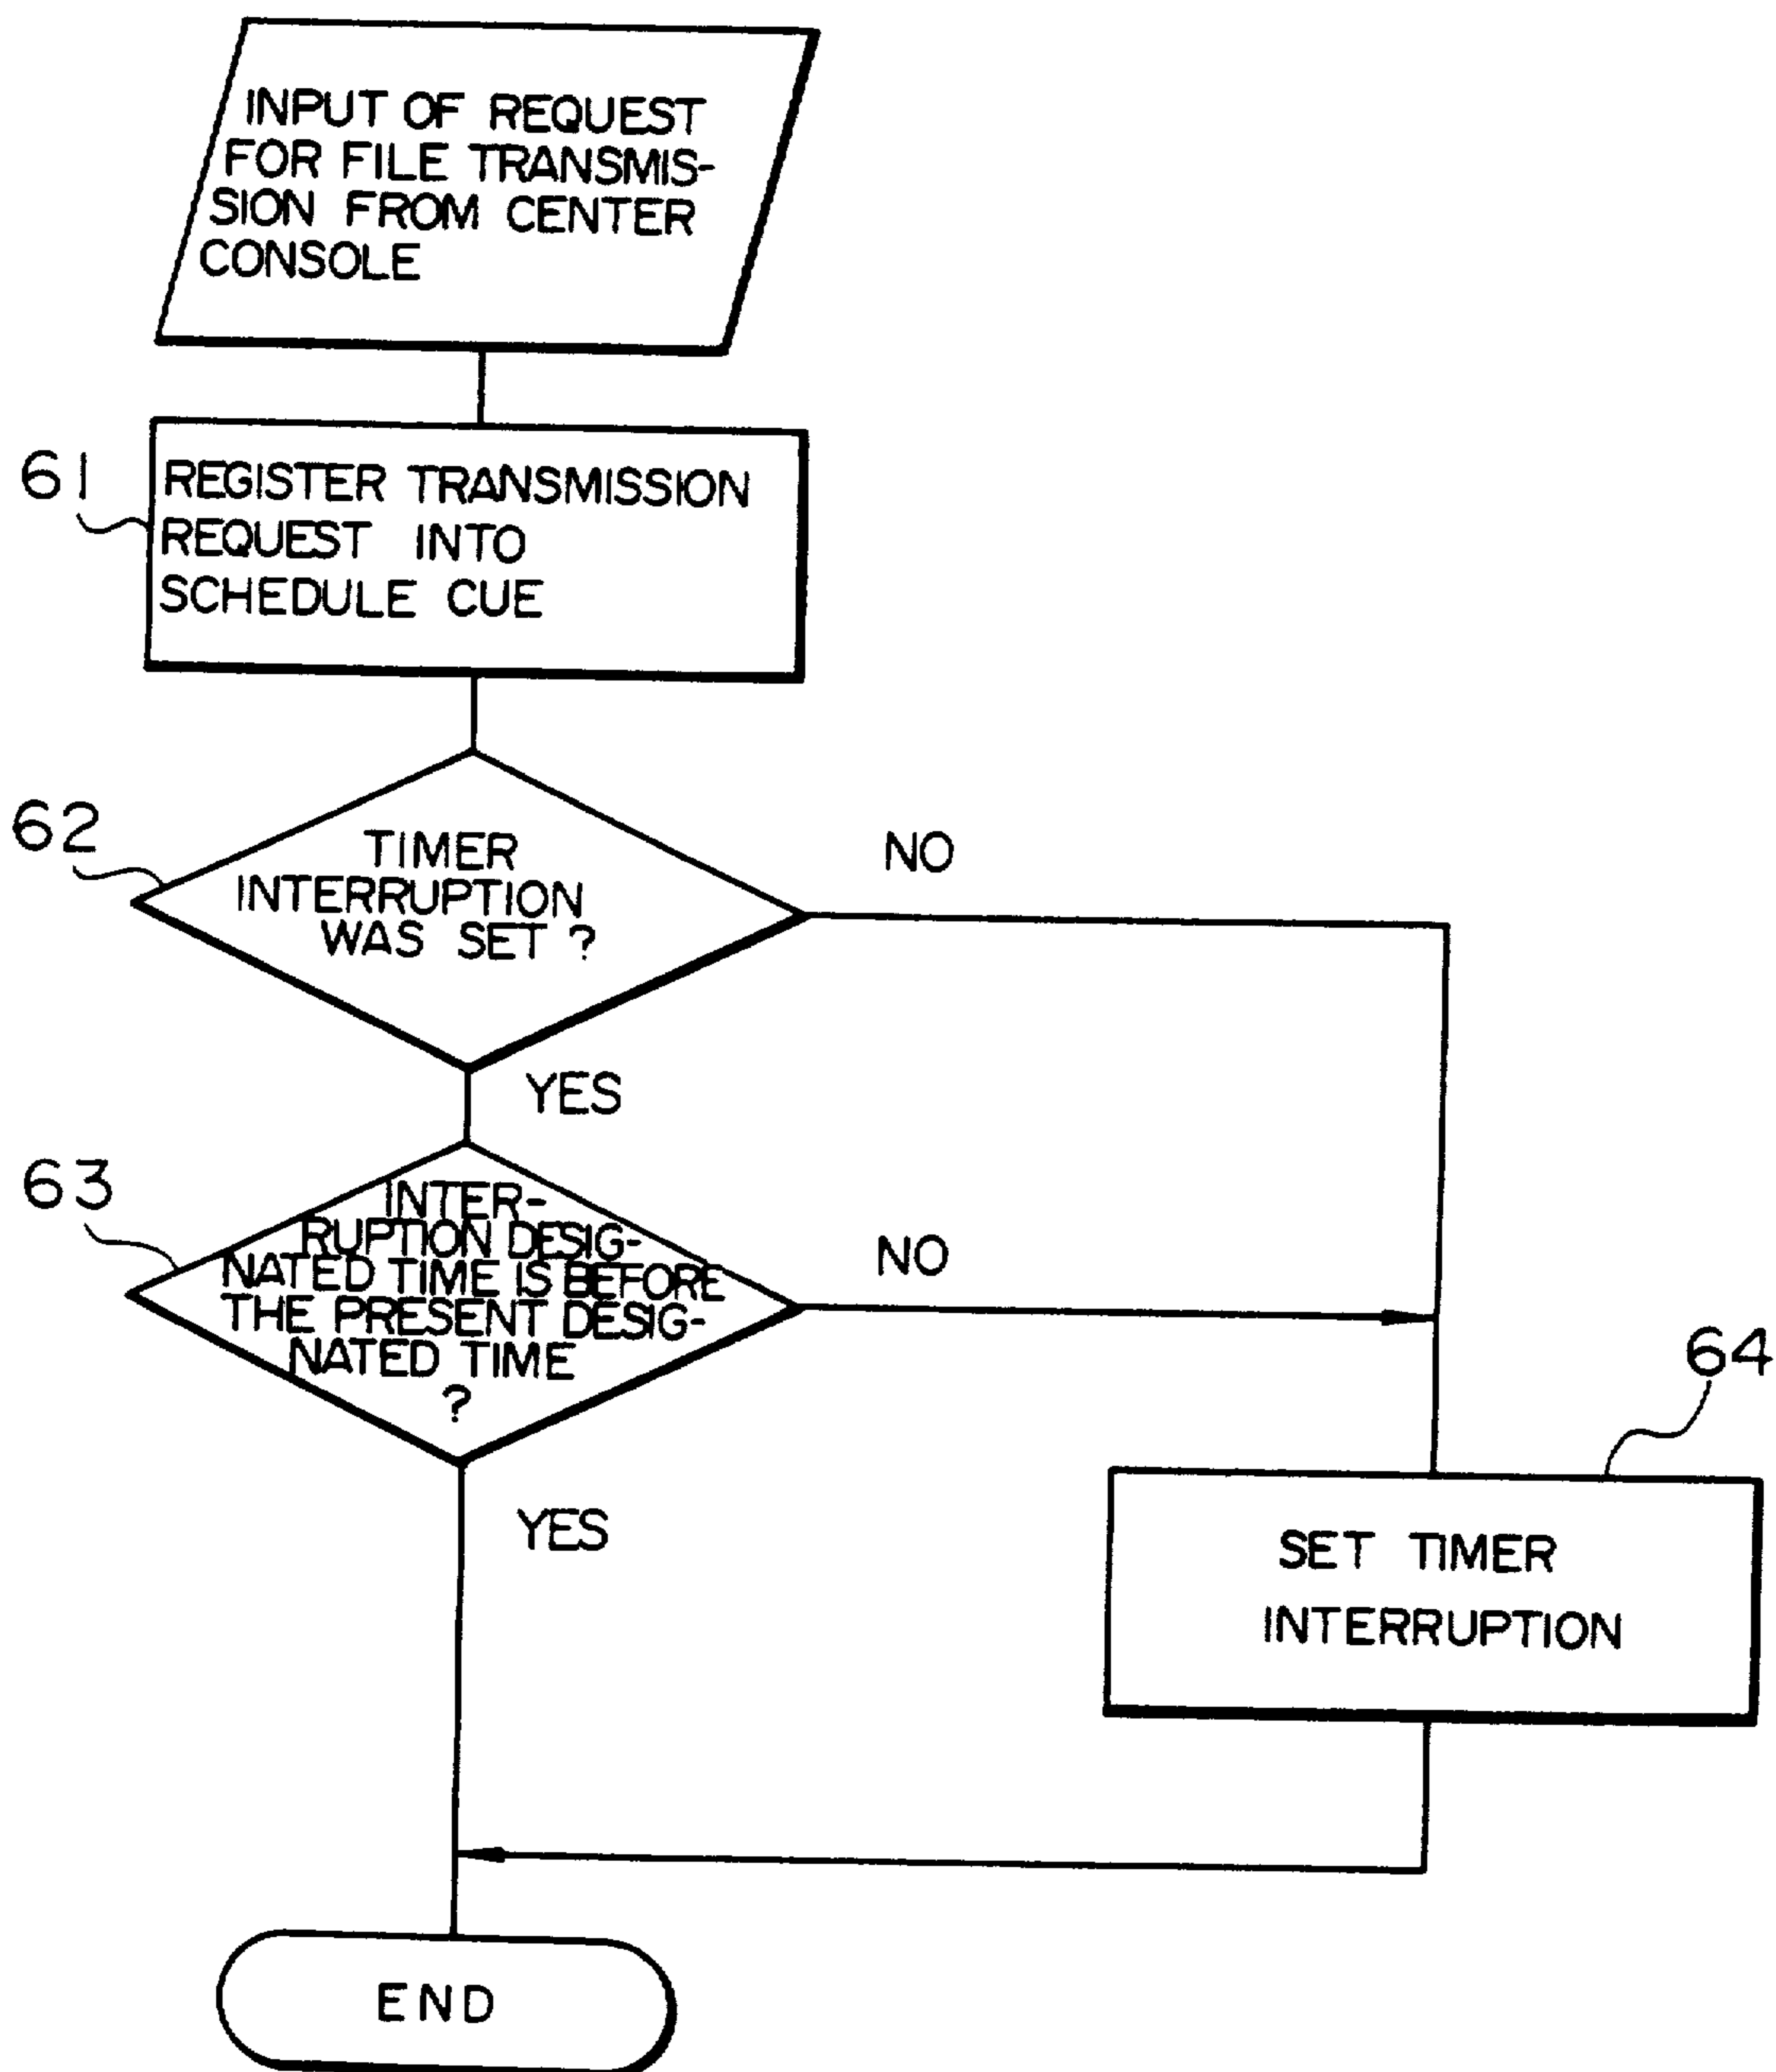 INPUT OF REQUEST
FOR FILE TRANSMIS-
SION FROM CENTER
CONSOLE
61
REGISTER TRANSMISSION
REQUEST INTO
SCHEDULE CUE
62
TIMER
INTERRUPTION
WAS SET ?
NO
YES
63
INTER-
RUPTION DESIG-
NATED TIME IS BEFORE
THE PRESENT DESIG-
NATED TIME
?
NO
64
YES
SET TIMER
INTERRUPTION
END